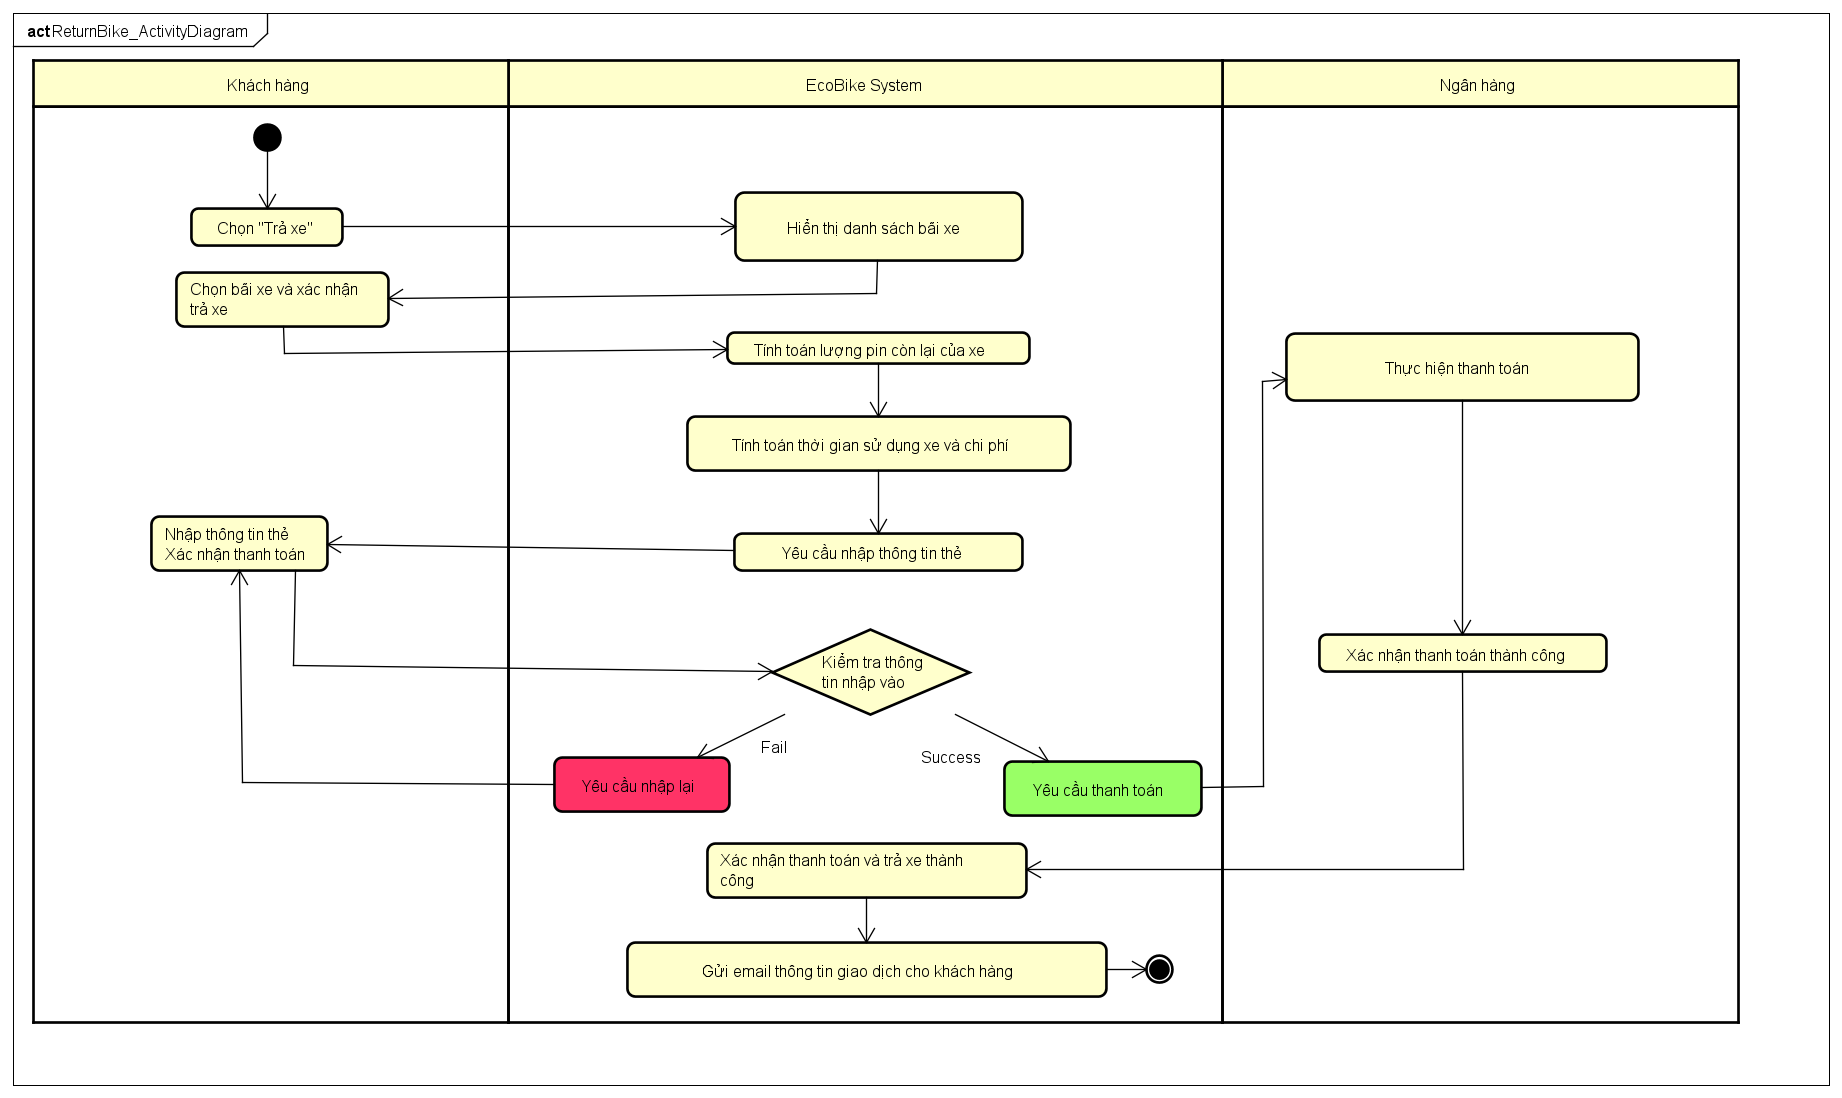 act ReturnBike_ActivityDiagram
Khách hàng
EcoBike System
Ngân hàng
Chọn "Trả xe"
Hiển thị danh sách bãi xe
Chọn bãi xe và xác nhận
trả xe
Tính toán lượng pin còn lại của xe
Thực hiện thanh toán
Tính toán thời gian sử dụng xe và chi phí
Nhập thông tin thẻ
Xác nhận thanh toán
Yêu cầu nhập thông tin thẻ
Kiểm tra thông
tin nhập vào
Xác nhận thanh toán thành công
Fail
Success
Yêu cầu nhập lại
Yêu cầu thanh toán
Xác nhận thanh toán và trả xe thành
công
Gửi email thông tin giao dịch cho khách hàng